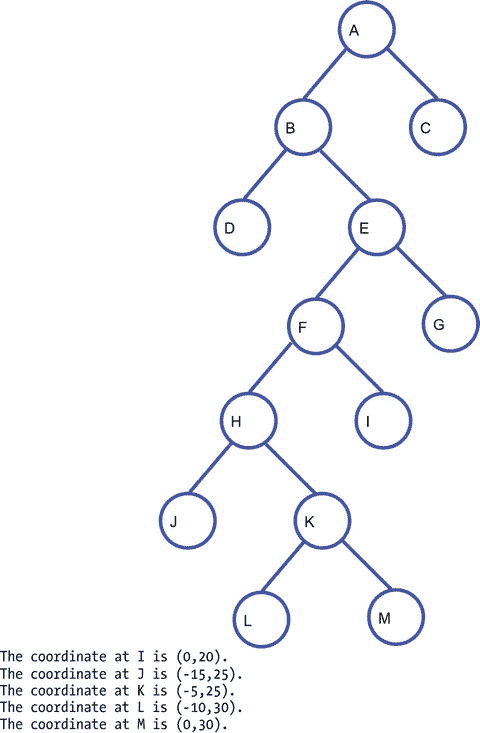 A
B
C
D
E
F
G
H
I
J
K
L
M
The coordinate at I is (0,20).
The coordinate at J is (-15,25).
The coordinate at K is (-5,25).
The coordinate at L is (-10,30).
The coordinate at M is (0,30).